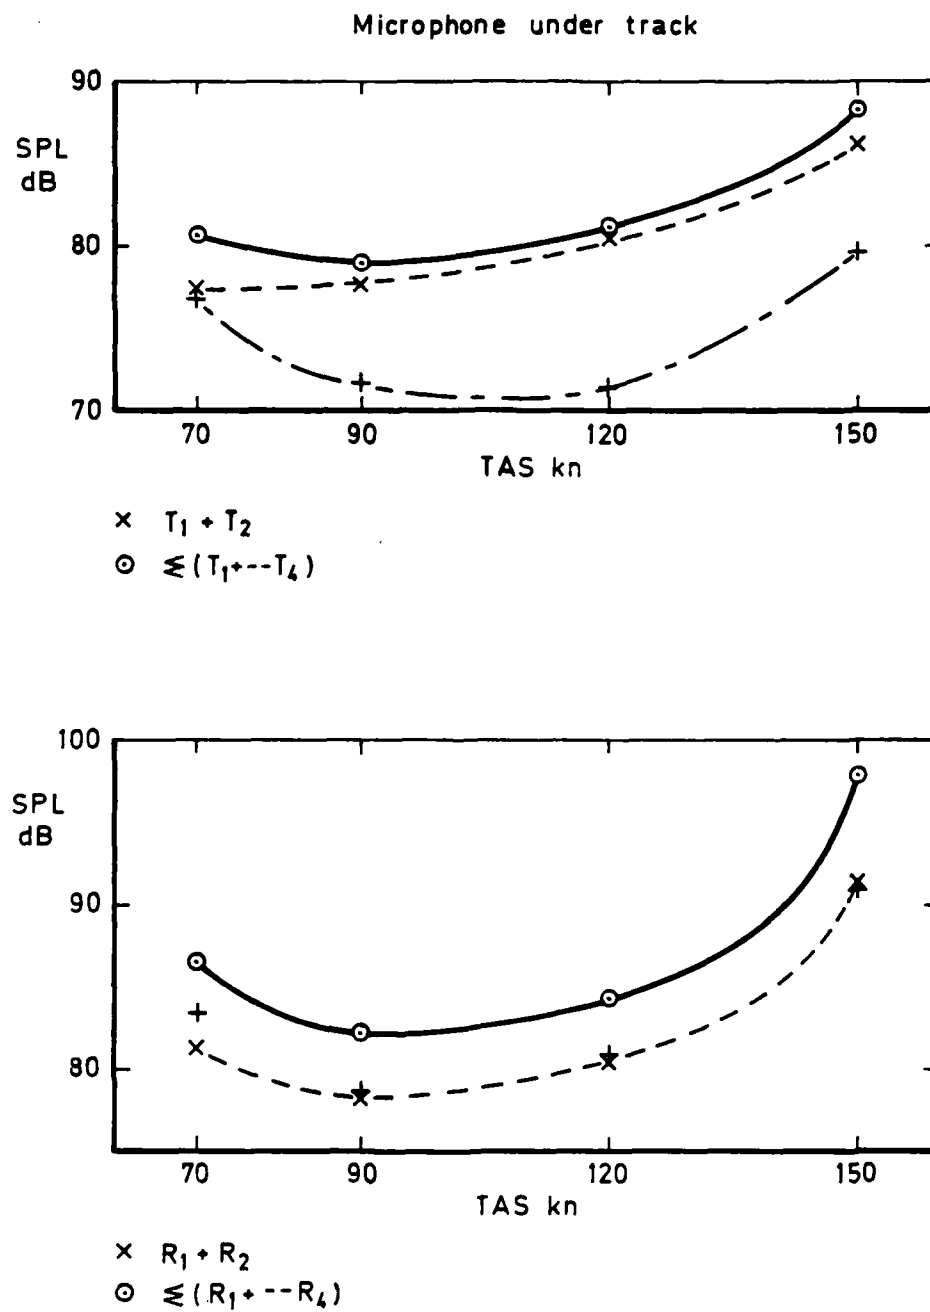 Microphone under track
90
SPL
dB
80
70
70 90 120 150
TAS kn
× T₁ + T₂
⊙ ≶(T₁+--T₄)
100
SPL
dB
90
80
70 90 120 150
TAS kn
× R₁ + R₂
⊙ ≶(R₁+--R₄)